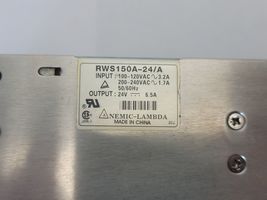 RWS150A-24/A
INPUT : 100-120VAC ∿ 3.2A
200-240VAC ∿ 1.7A
50/60Hz
OUTPUT : 24V ⎓ 6.5A
NEMIC-LAMBDA
MADE IN CHINA